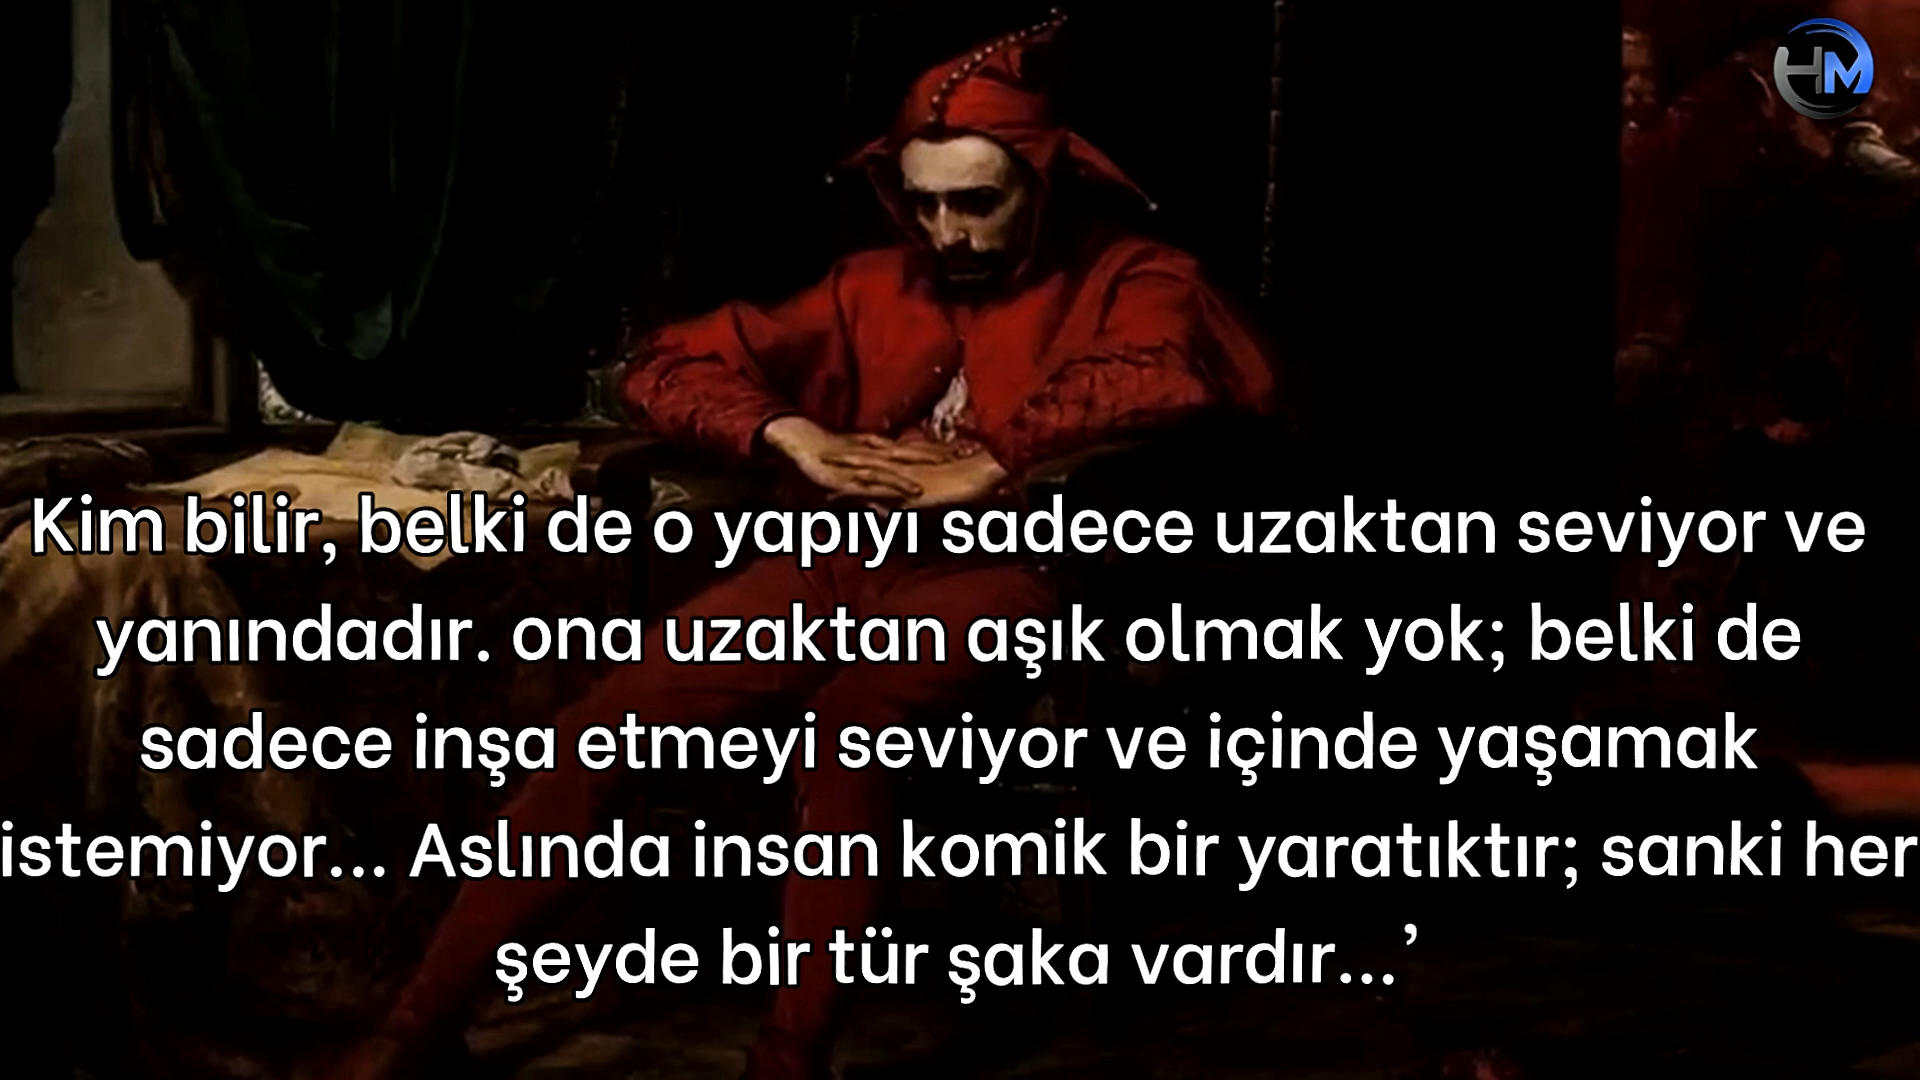 HM
Kim bilir, belki de o yapıyı sadece uzaktan seviyor ve
yanındadır. ona uzaktan aşık olmak yok; belki de
sadece inşa etmeyi seviyor ve içinde yaşamak
istemiyor... Aslında insan komik bir yaratıktır; sanki her
şeyde bir tür şaka vardır...’